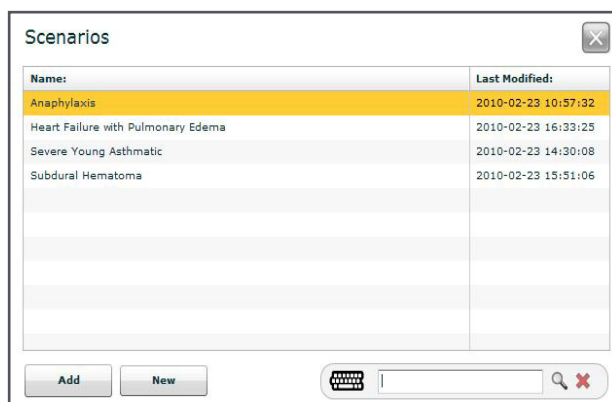 Scenarios
Name: Last Modified:
Anaphylaxis 2010-02-23 10:57:32
Heart Failure with Pulmonary Edema 2010-02-23 16:33:25
Severe Young Asthmatic 2010-02-23 14:30:08
Subdural Hematoma 2010-02-23 15:51:06
Add New